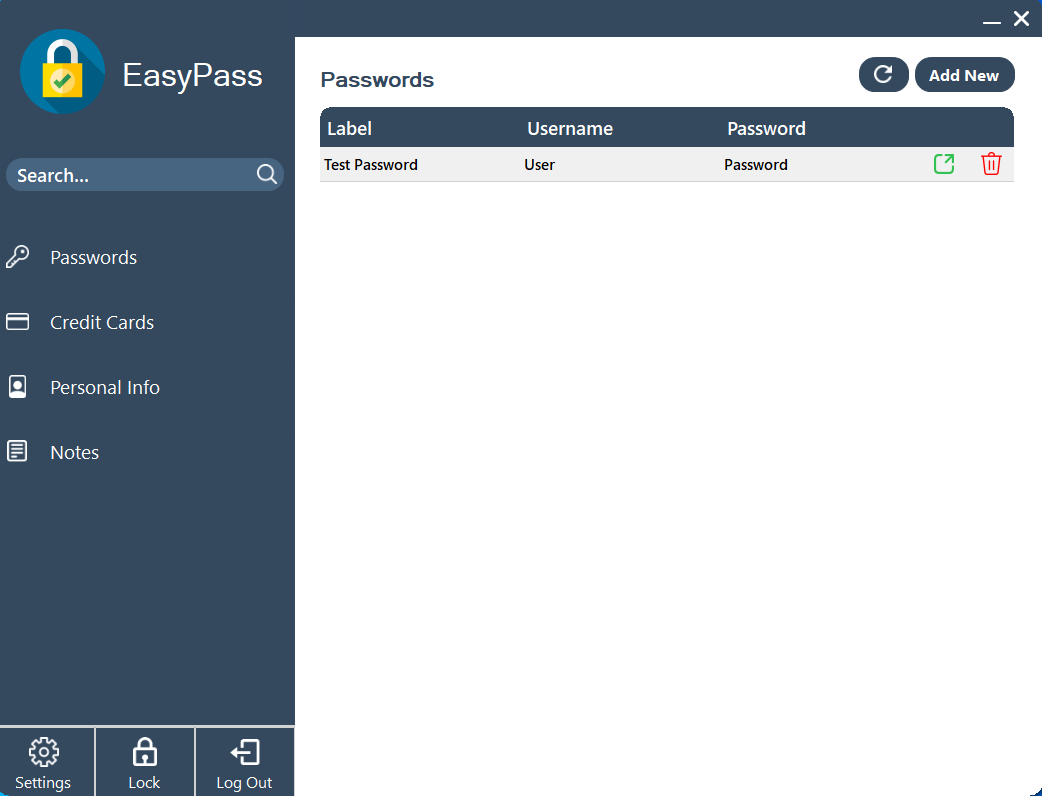 EasyPass
Search...
Passwords
Credit Cards
Personal Info
Notes
Settings
Lock
Log Out
Passwords
Add New
Label Username Password
Test Password User Password